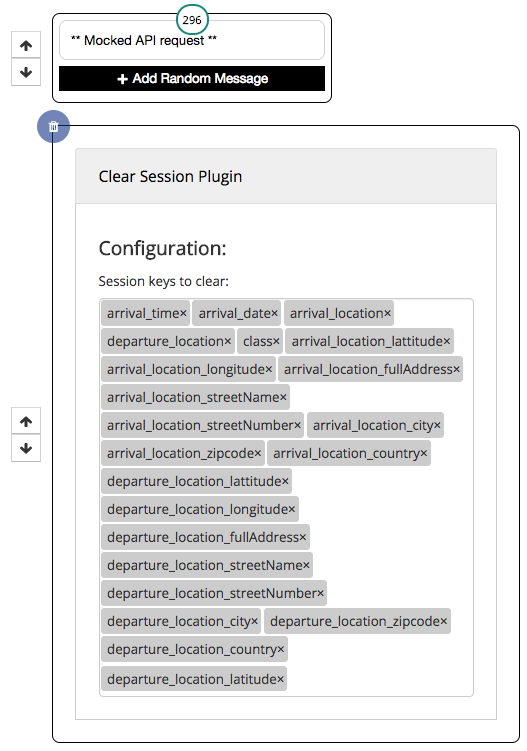 296
** Mocked API request **
+ Add Random Message
Clear Session Plugin
Configuration:
Session keys to clear:
arrival_time× arrival_date× arrival_location×
departure_location× class× arrival_location_lattitude×
arrival_location_longitude× arrival_location_fullAddress×
arrival_location_streetName×
arrival_location_streetNumber× arrival_location_city×
arrival_location_zipcode× arrival_location_country×
departure_location_lattitude×
departure_location_longitude×
departure_location_fullAddress×
departure_location_streetName×
departure_location_streetNumber×
departure_location_city× departure_location_zipcode×
departure_location_country×
departure_location_latitude×